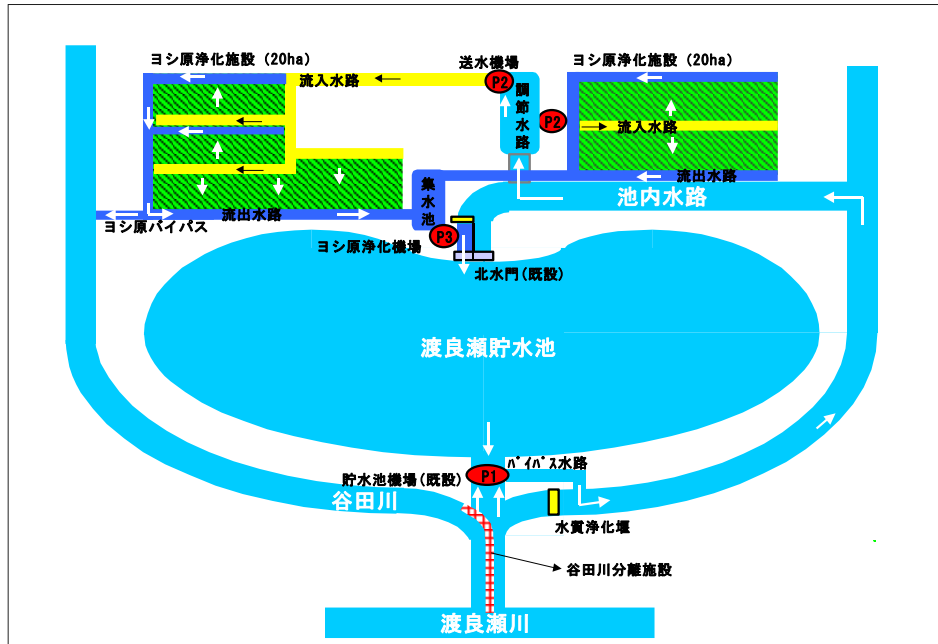 ヨシ原浄化施設（20ha）
送水機場
ヨシ原浄化施設（20ha）
流入水路
P2
調節水路
P2
流入水路
集水池
流出水路
流出水路
池内水路
ヨシ原バイパス
P3
ヨシ原浄化機場
北水門(既設)
渡良瀬貯水池
ﾊﾞｲﾊﾟｽ水路
貯水池機場(既設)
P1
谷田川
水質浄化堰
谷田川分離施設
渡良瀬川